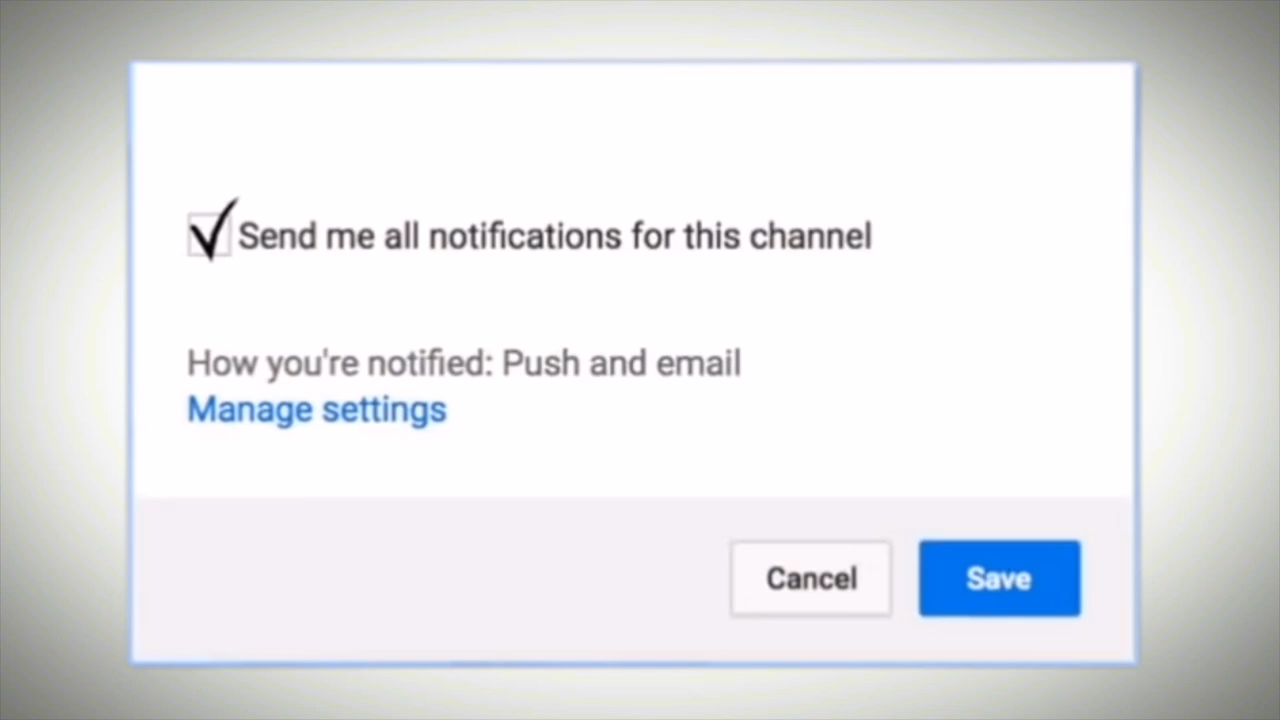 Send me all notifications for this channel
How you're notified: Push and email
Manage settings
Cancel
Save